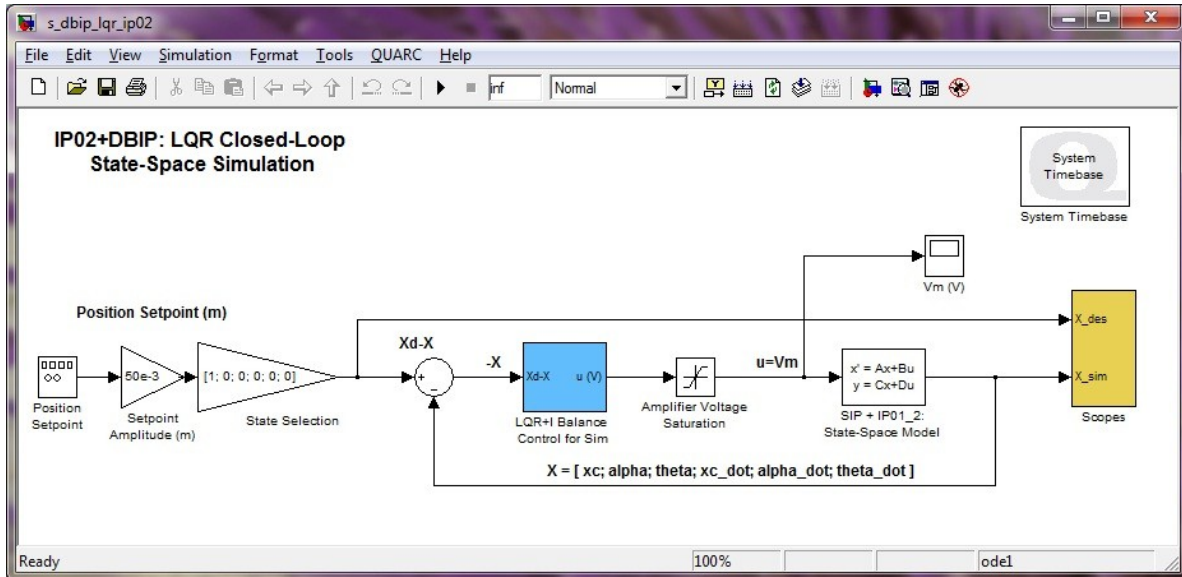 s_dbip_lqr_ip02
File Edit View Simulation Format Tools QUARC Help
inf Normal
IP02+DBIP: LQR Closed-Loop
State-Space Simulation
System
Timebase
System Timebase
Vm (V)
Position Setpoint (m)
X_des
Xd-X
-X
u=Vm
50e-3
[1; 0; 0; 0; 0; 0]
+
-
Xd-X
u (V)
x' = Ax+Bu
y = Cx+Du
X_sim
Position
Setpoint
Setpoint
Amplitude (m)
State Selection
LQR+I Balance
Control for Sim
Amplifier Voltage
Saturation
SIP + IP01_2:
State-Space Model
Scopes
X = [ xc; alpha; theta; xc_dot; alpha_dot; theta_dot ]
Ready
100%
ode1